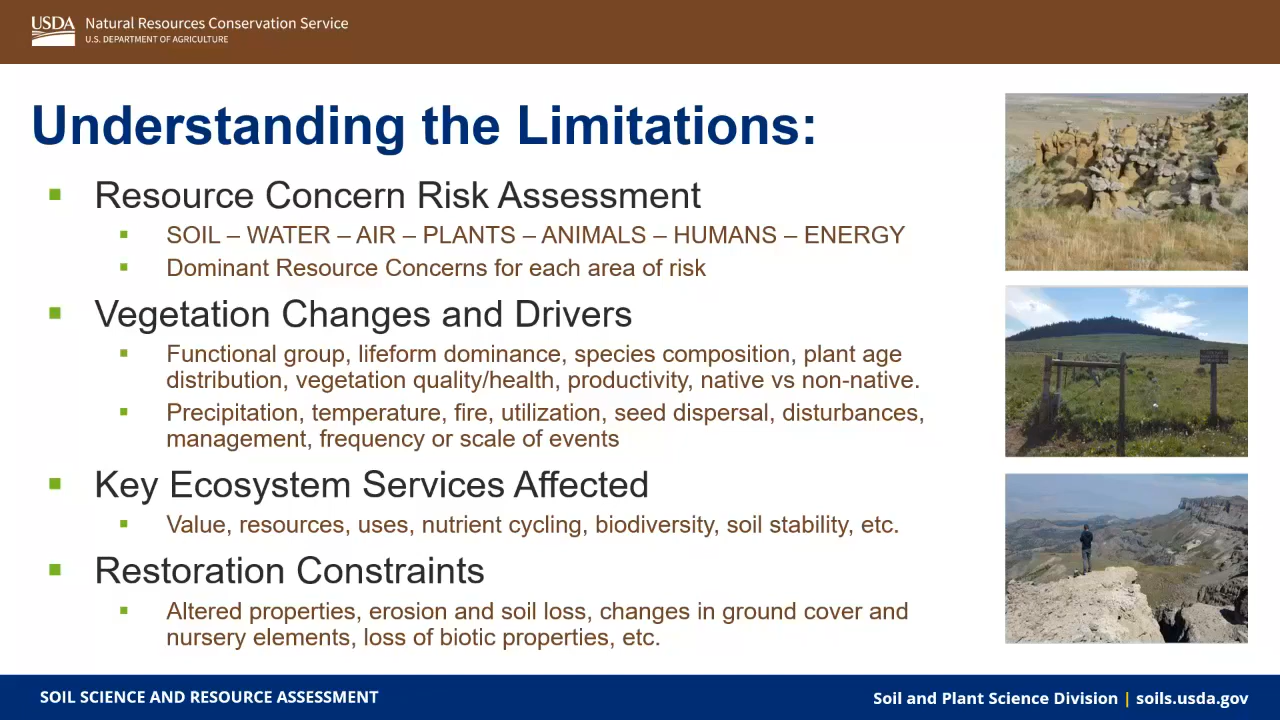 USDA Natural Resources Conservation Service
U.S. DEPARTMENT OF AGRICULTURE
Understanding the Limitations:
Resource Concern Risk Assessment
SOIL – WATER – AIR – PLANTS – ANIMALS – HUMANS – ENERGY
Dominant Resource Concerns for each area of risk
Vegetation Changes and Drivers
Functional group, lifeform dominance, species composition, plant age
distribution, vegetation quality/health, productivity, native vs non-native.
Precipitation, temperature, fire, utilization, seed dispersal, disturbances,
management, frequency or scale of events
Key Ecosystem Services Affected
Value, resources, uses, nutrient cycling, biodiversity, soil stability, etc.
Restoration Constraints
Altered properties, erosion and soil loss, changes in ground cover and
nursery elements, loss of biotic properties, etc.
SOIL SCIENCE AND RESOURCE ASSESSMENT
Soil and Plant Science Division | soils.usda.gov